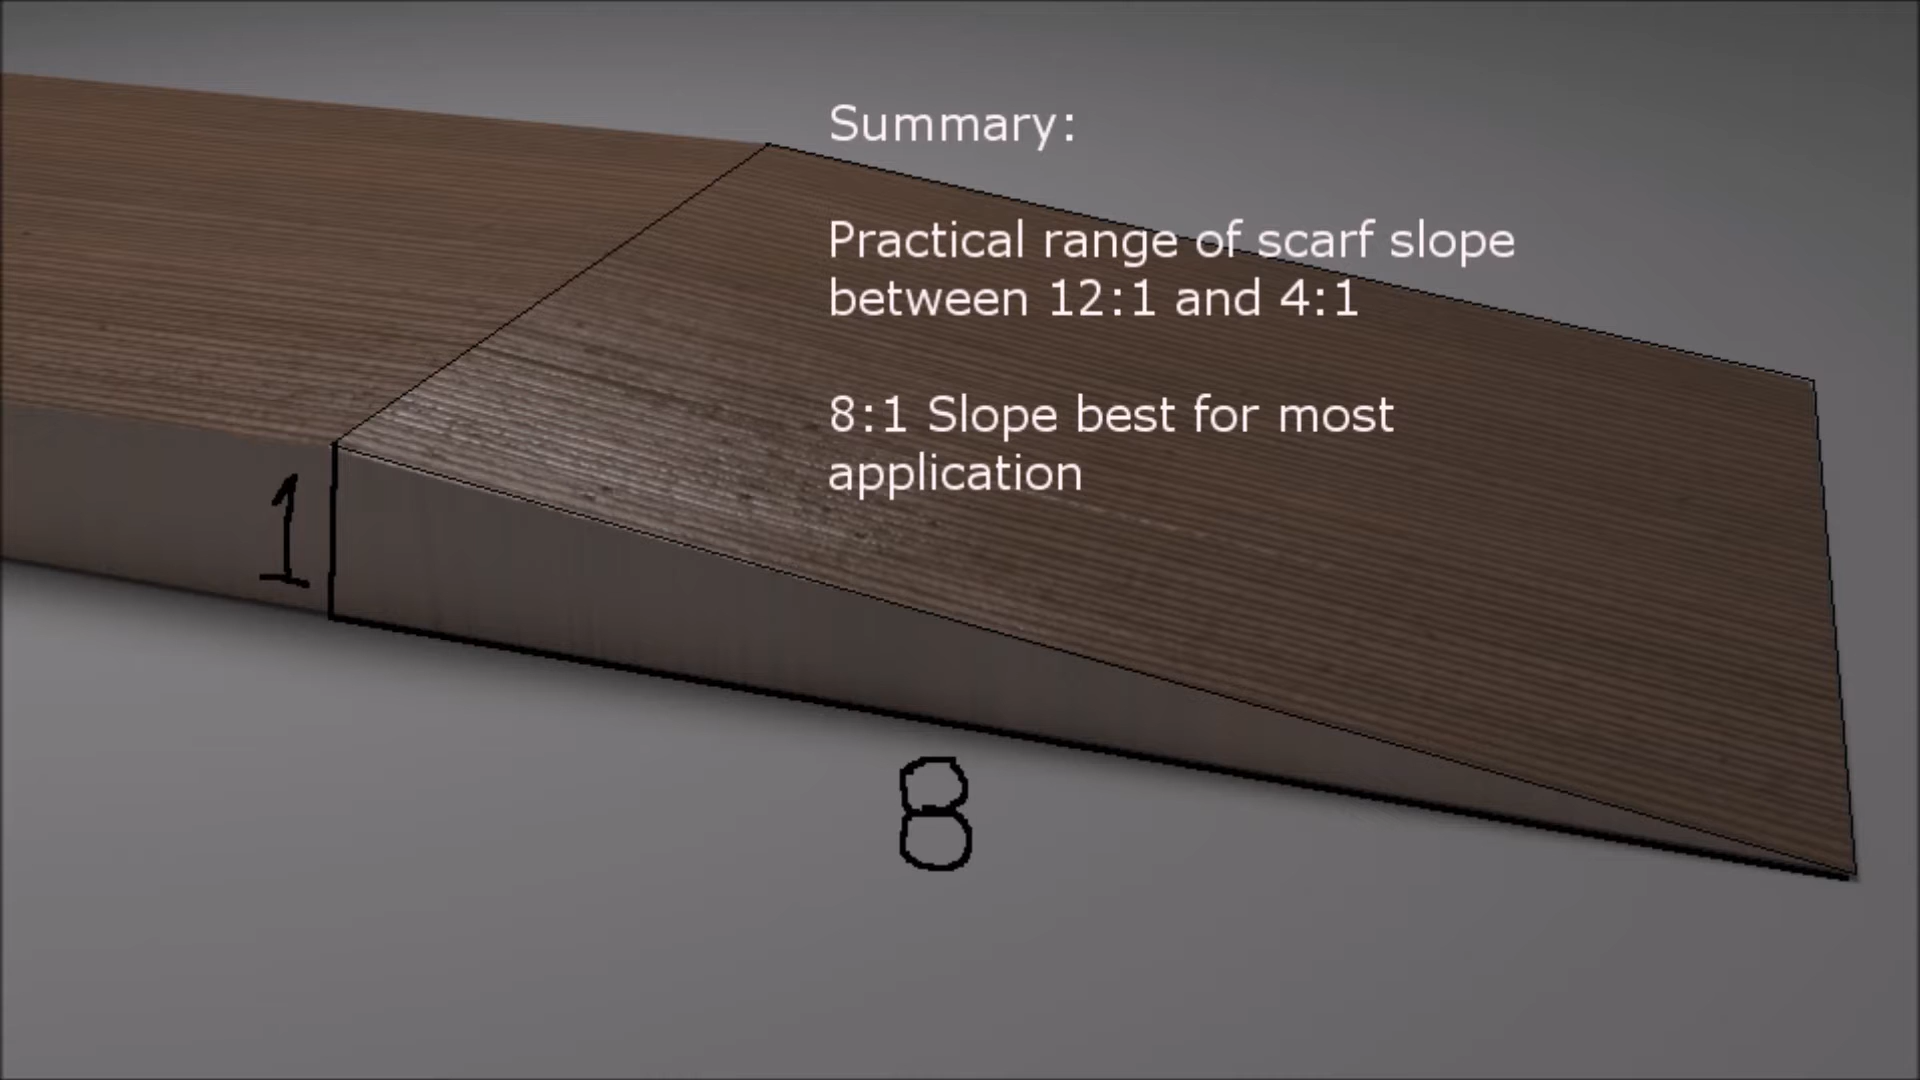 Summary:
Practical range of scarf slope
between 12:1 and 4:1
8:1 Slope best for most
application
1
8